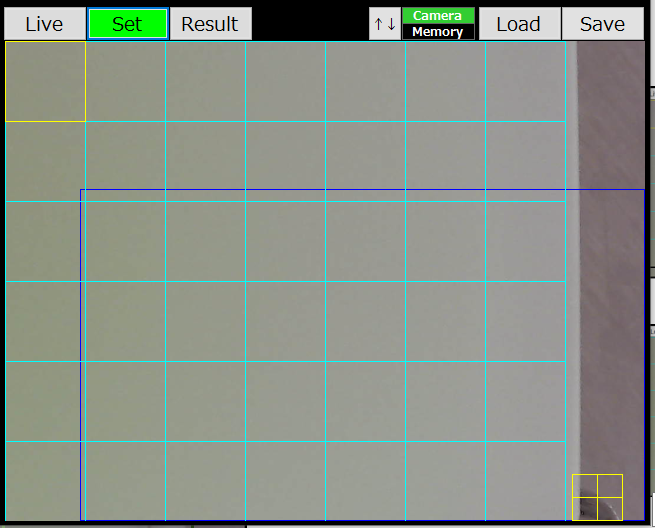 Live
Set
Result
↑↓
Camera
Memory
Load
Save